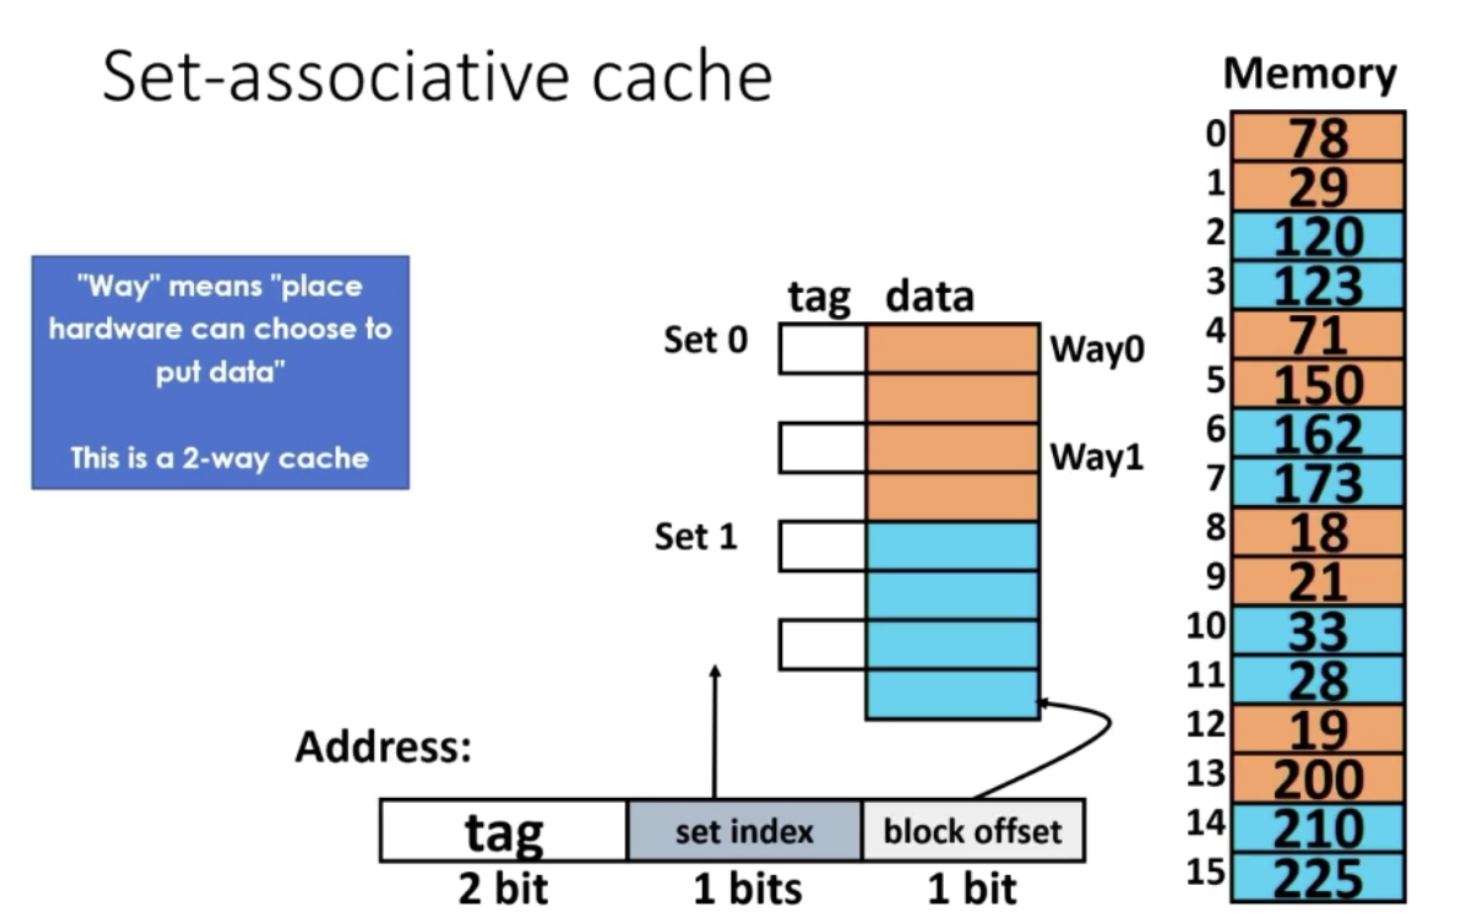 Set-associative cache
"Way" means "place
hardware can choose to
put data"
This is a 2-way cache
tag data
Set 0
Way0
Way1
Set 1
Address:
tag set index block offset
2 bit 1 bits 1 bit
Memory
0 78
1 29
2 120
3 123
4 71
5 150
6 162
7 173
8 18
9 21
10 33
11 28
12 19
13 200
14 210
15 225